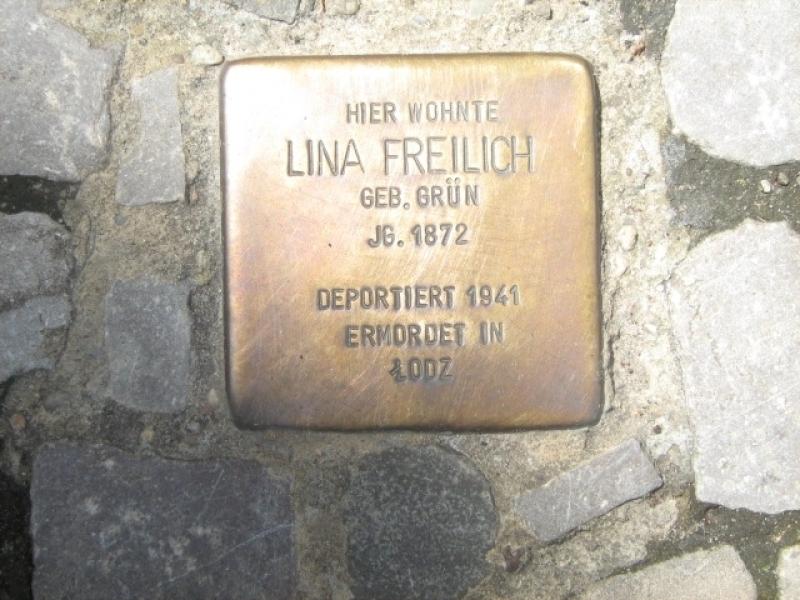 HIER WOHNTE
LINA FREILICH
GEB. GRÜN
JG. 1872
DEPORTIERT 1941
ERMORDET IN
ŁODZ